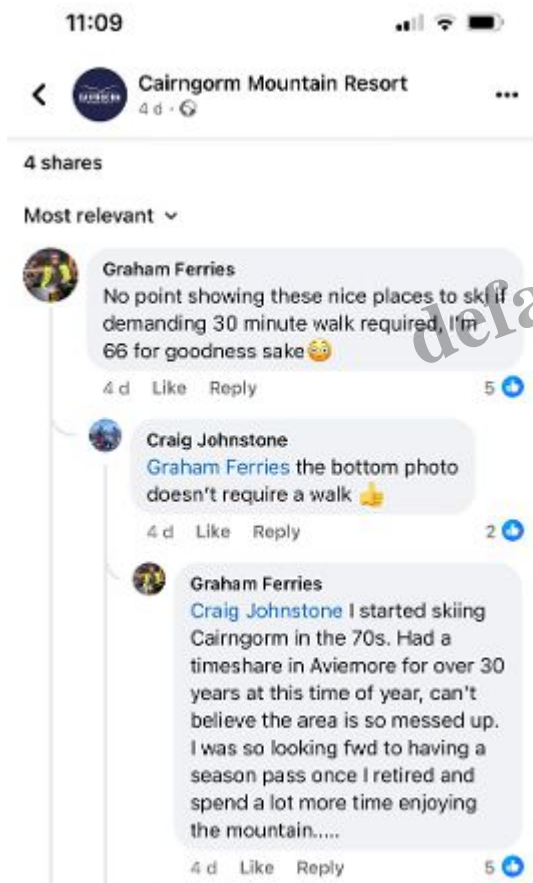 11:09
Cairngorm Mountain Resort
4 d ·
4 shares
Most relevant
Graham Ferries
No point showing these nice places to ski if
demanding 30 minute walk required, I'm
66 for goodness sake😳
4 d Like Reply 5
Craig Johnstone
Graham Ferries the bottom photo
doesn't require a walk 👍
4 d Like Reply 2
Graham Ferries
Craig Johnstone I started skiing
Cairngorm in the 70s. Had a
timeshare in Aviemore for over 30
years at this time of year, can't
believe the area is so messed up.
I was so looking fwd to having a
season pass once I retired and
spend a lot more time enjoying
the mountain.....
4 d Like Reply 5
defa